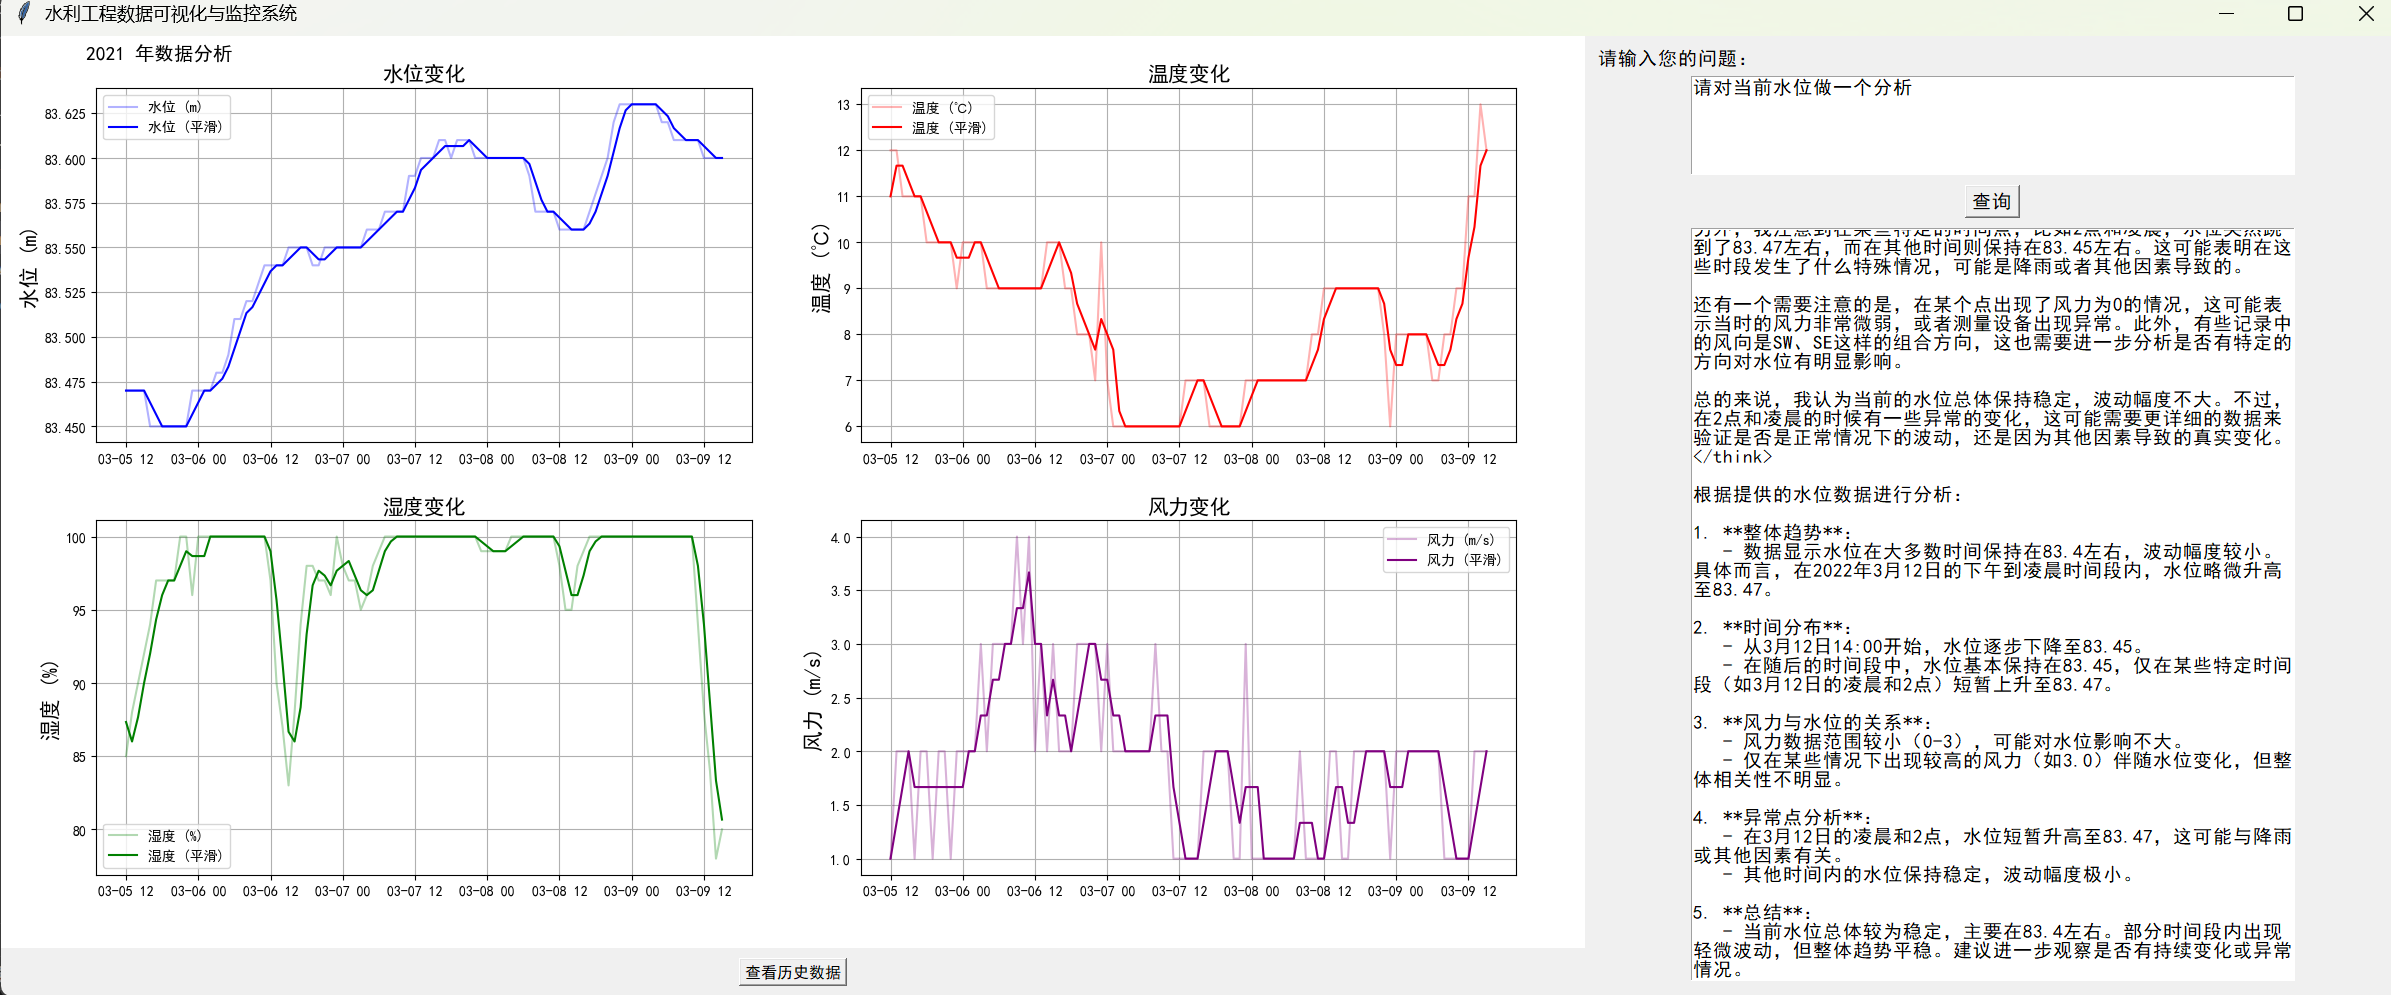 水利工程数据可视化与监控系统
2021 年数据分析
水位变化
水位 (m)
水位 (平滑)
83.625
83.600
83.575
83.550
83.525
83.500
83.475
83.450
水位 (m)
03-05 12 03-06 00 03-06 12 03-07 00 03-07 12 03-08 00 03-08 12 03-09 00 03-09 12
温度变化
温度 (℃)
温度 (平滑)
13
12
11
10
9
8
7
6
温度 (℃)
03-05 12 03-06 00 03-06 12 03-07 00 03-07 12 03-08 00 03-08 12 03-09 00 03-09 12
湿度变化
100
95
90
85
80
湿度 (%)
湿度 (%)
湿度 (平滑)
03-05 12 03-06 00 03-06 12 03-07 00 03-07 12 03-08 00 03-08 12 03-09 00 03-09 12
风力变化
风力 (m/s)
风力 (平滑)
4.0
3.5
3.0
2.5
2.0
1.5
1.0
风力 (m/s)
03-05 12 03-06 00 03-06 12 03-07 00 03-07 12 03-08 00 03-08 12 03-09 00 03-09 12
查看历史数据
请输入您的问题：
请对当前水位做一个分析
查询
另外，我注意到在某些特定的时间点，比如2点和凌晨，水位突然跳
到了83.47左右，而在其他时间则保持在83.45左右。这可能表明在这
些时段发生了什么特殊情况，可能是降雨或者其他因素导致的。
还有一个需要注意的是，在某个点出现了风力为0的情况，这可能表
示当时的风力非常微弱，或者测量设备出现异常。此外，有些记录中
的风向是SW、SE这样的组合方向，这也需要进一步分析是否有特定的
方向对水位有明显影响。
总的来说，我认为当前的水位总体保持稳定，波动幅度不大。不过，
在2点和凌晨的时候有一些异常的变化，这可能需要更详细的数据来
验证是否是正常情况下的波动，还是因为其他因素导致的真实变化。
</think>
根据提供的水位数据进行分析：
1. **整体趋势**：
- 数据显示水位在大多数时间保持在83.4左右，波动幅度较小。
具体而言，在2022年3月12日的下午到凌晨时间段内，水位略微升高
至83.47。
2. **时间分布**：
- 从3月12日14:00开始，水位逐步下降至83.45。
- 在随后的时间段中，水位基本保持在83.45，仅在某些特定时间
段（如3月12日的凌晨和2点）短暂上升至83.47。
3. **风力与水位的关系**：
- 风力数据范围较小（0-3），可能对水位影响不大。
- 仅在某些情况下出现较高的风力（如3.0）伴随水位变化，但整
体相关性不明显。
4. **异常点分析**：
- 在3月12日的凌晨和2点，水位短暂升高至83.47，这可能与降雨
或其他因素有关。
- 其他时间内的水位保持稳定，波动幅度极小。
5. **总结**：
- 当前水位总体较为稳定，主要在83.4左右。部分时间段内出现
轻微波动，但整体趋势平稳。建议进一步观察是否有持续变化或异常
情况。